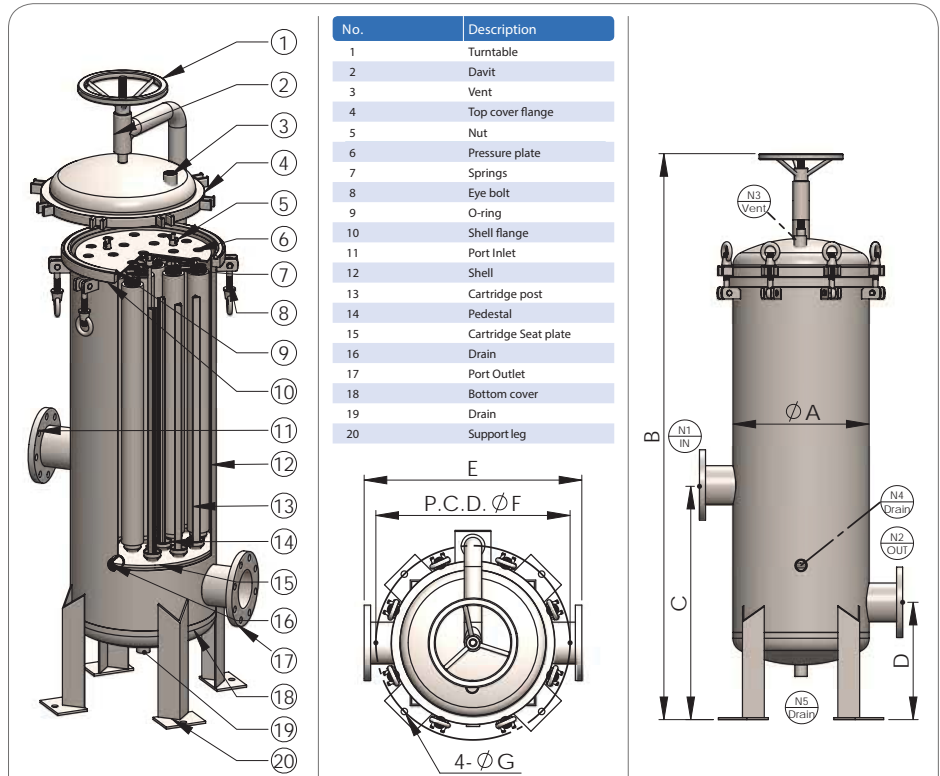 1
2
3
4
5
6
7
8
9
10
11
12
13
14
15
16
17
18
19
20
No. Description
1 Turntable
2 Davit
3 Vent
4 Top cover flange
5 Nut
6 Pressure plate
7 Springs
8 Eye bolt
9 O-ring
10 Shell flange
11 Port Inlet
12 Shell
13 Cartridge post
14 Pedestal
15 Cartridge Seat plate
16 Drain
17 Port Outlet
18 Bottom cover
19 Drain
20 Support leg
E
P.C.D. ∅F
4-∅G
N3
Vent
B
∅A
N1
IN
N4
Drain
N2
OUT
C
D
N5
Drain